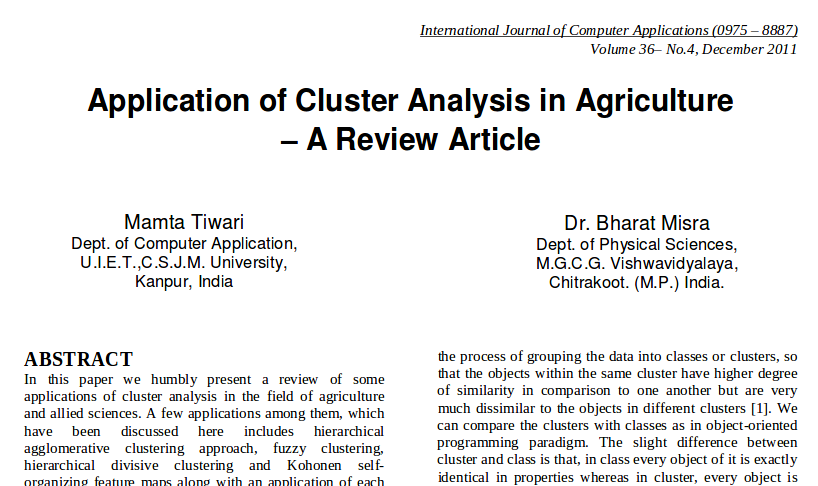 International Journal of Computer Applications (0975 – 8887)
Volume 36– No.4, December 2011
Application of Cluster Analysis in Agriculture
– A Review Article
Mamta Tiwari
Dept. of Computer Application,
U.I.E.T.,C.S.J.M. University,
Kanpur, India
Dr. Bharat Misra
Dept. of Physical Sciences,
M.G.C.G. Vishwavidyalaya,
Chitrakoot. (M.P.) India.
ABSTRACT
In this paper we humbly present a review of some
applications of cluster analysis in the field of agriculture
and allied sciences. A few applications among them, which
have been discussed here includes hierarchical
agglomerative clustering approach, fuzzy clustering,
hierarchical divisive clustering and Kohonen self-
organizing feature maps along with an application of each
the process of grouping the data into classes or clusters, so
that the objects within the same cluster have higher degree
of similarity in comparison to one another but are very
much dissimilar to the objects in different clusters [1]. We
can compare the clusters with classes as in object-oriented
programming paradigm. The slight difference between
cluster and class is that, in class every object of it is exactly
identical in properties whereas in cluster, every object is